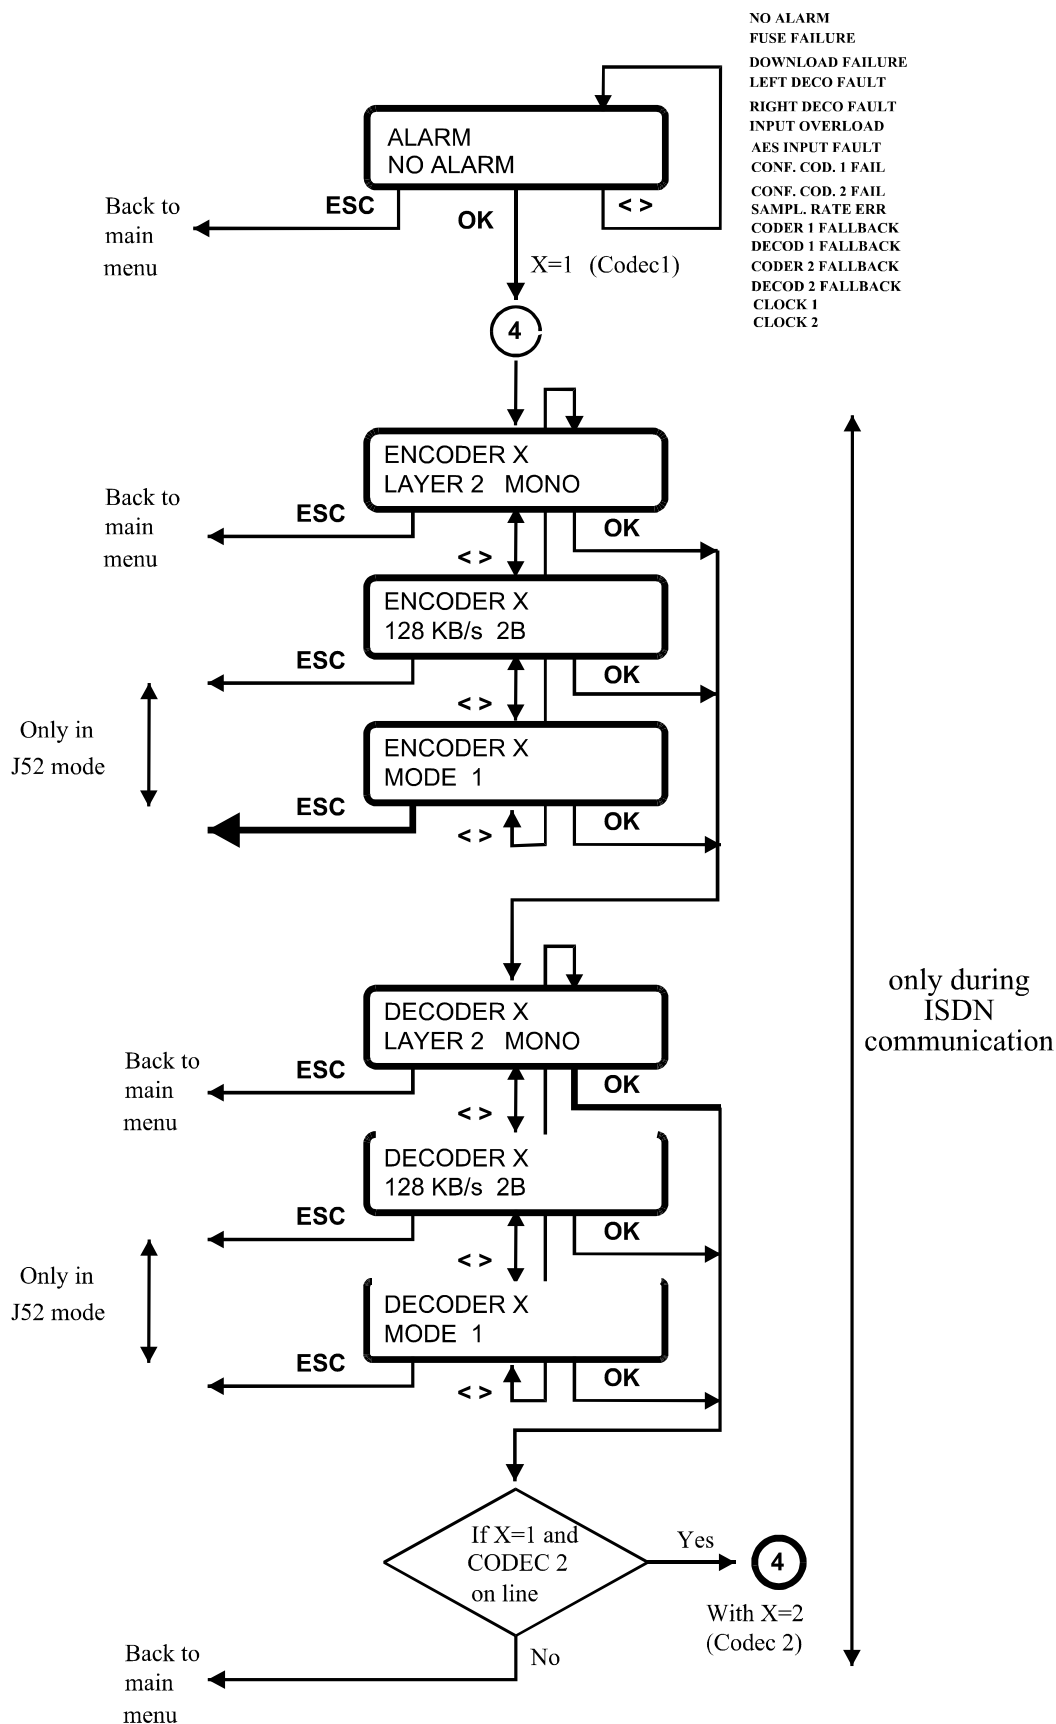 NO ALARM
FUSE FAILURE
DOWNLOAD FAILURE
LEFT DECO FAULT
RIGHT DECO FAULT
INPUT OVERLOAD
AES INPUT FAULT
CONF. COD. 1 FAIL
CONF. COD. 2 FAIL
SAMPL. RATE ERR
CODER 1 FALLBACK
DECOD 1 FALLBACK
CODER 2 FALLBACK
DECOD 2 FALLBACK
CLOCK 1
CLOCK 2
ALARM
NO ALARM
Back to
main
menu
ESC
OK
< >
X=1 (Codec1)
4
ENCODER X
LAYER 2 MONO
Back to
main
menu
ESC
< >
OK
ENCODER X
128 KB/s 2B
ESC
< >
OK
Only in
J52 mode
ENCODER X
MODE 1
ESC
< >
OK
only during
ISDN
communication
DECODER X
LAYER 2 MONO
Back to
main
menu
ESC
< >
OK
DECODER X
128 KB/s 2B
ESC
< >
OK
Only in
J52 mode
DECODER X
MODE 1
ESC
< >
OK
If X=1 and
CODEC 2
on line
Yes
4
With X=2
(Codec 2)
No
Back to
main
menu